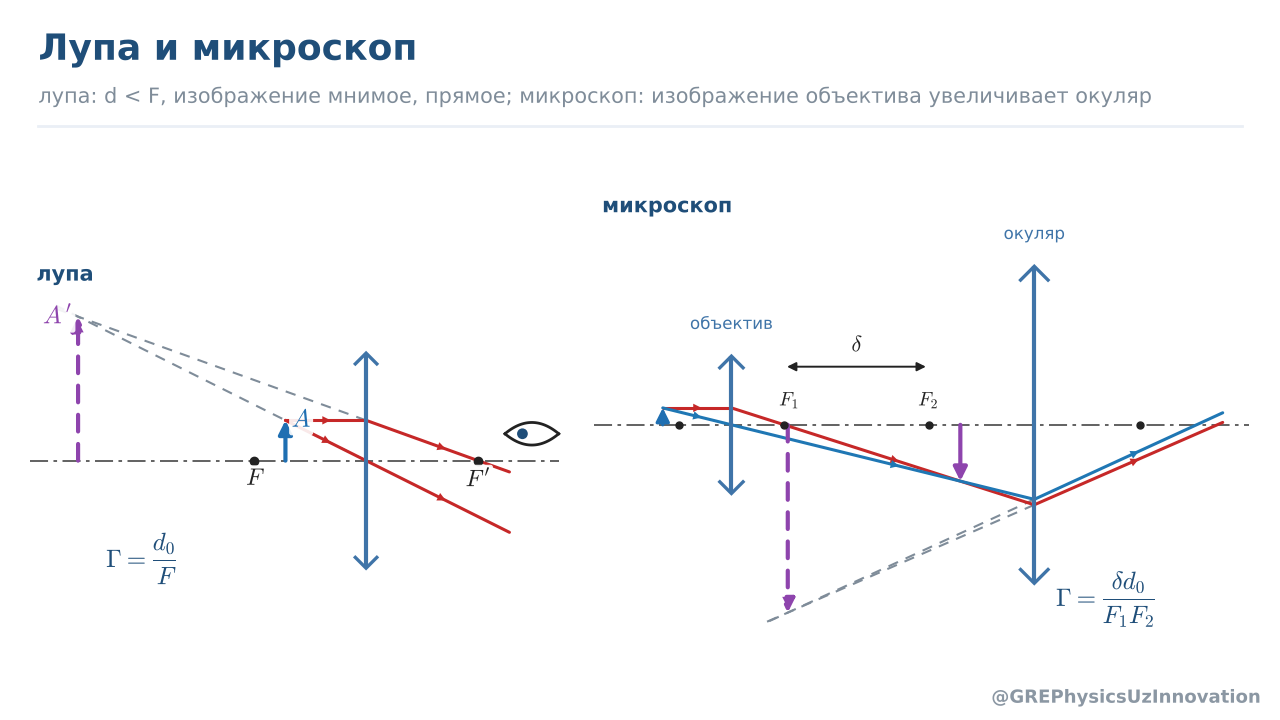 Лупа и микроскоп
лупа: d < F, изображение мнимое, прямое; микроскоп: изображение объектива увеличивает окуляр
микроскоп
окуляр
лупа
A′
объектив
δ
F₁
F₂
A
F
F′
Γ = d₀/F
Γ = δd₀/F₁F₂
@GREPhysicsUzInnovation